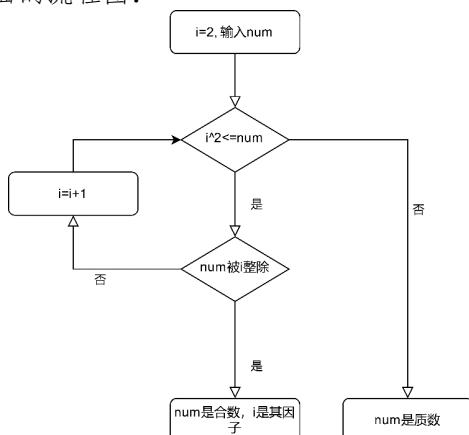 的流程图:
i=2, 输入num
i^2<=num
i=i+1
是
否
num被i整除
否
是
num是合数，i是其因
子
num是质数